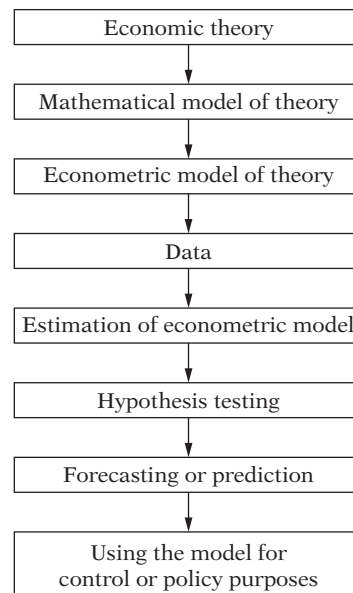 Economic theory
Mathematical model of theory
Econometric model of theory
Data
Estimation of econometric model
Hypothesis testing
Forecasting or prediction
Using the model for
control or policy purposes